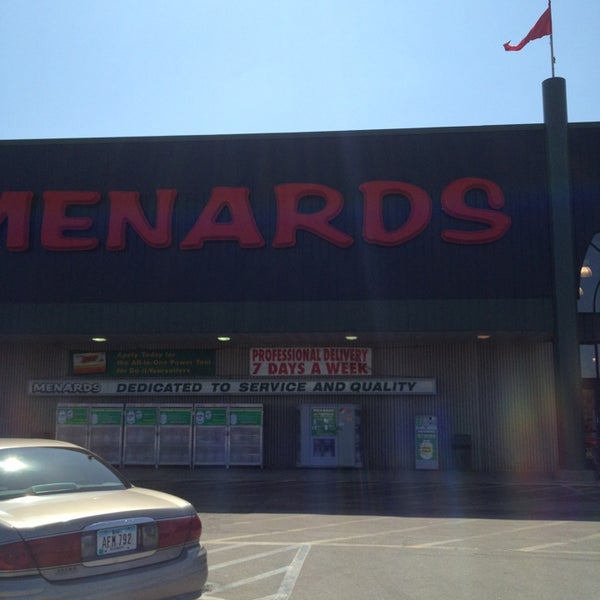 MENARDS
Apply Today for
the All-In-One Power Tool
for Do-It-Yourselfers
PROFESSIONAL DELIVERY
7 DAYS A WEEK
MENARDS DEDICATED TO SERVICE AND QUALITY
AFM 792